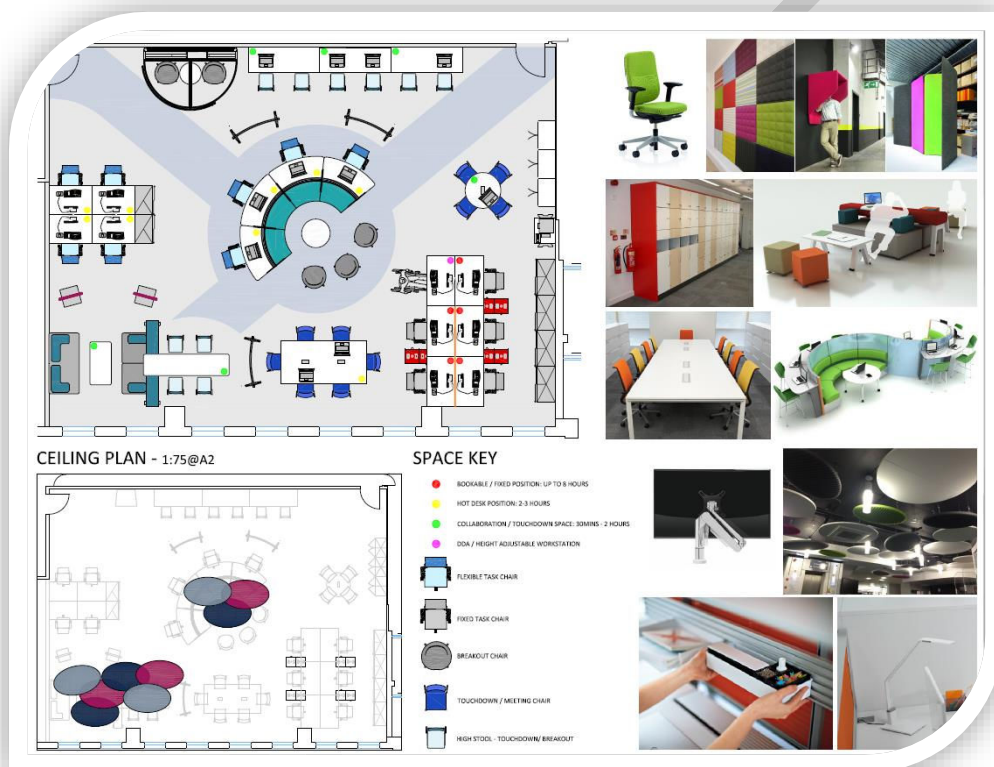 CEILING PLAN - 1:75@A2
SPACE KEY
BOOKABLE / FIXED POSITION: UP TO 8 HOURS
HOT DESK POSITION: 2-3 HOURS
COLLABORATION / TOUCHDOWN SPACE: 30MINS - 2 HOURS
DDA / HEIGHT ADJUSTABLE WORKSTATION
FLEXIBLE TASK CHAIR
FIXED TASK CHAIR
BREAKOUT CHAIR
TOUCHDOWN / MEETING CHAIR
HIGH STOOL - TOUCHDOWN/ BREAKOUT